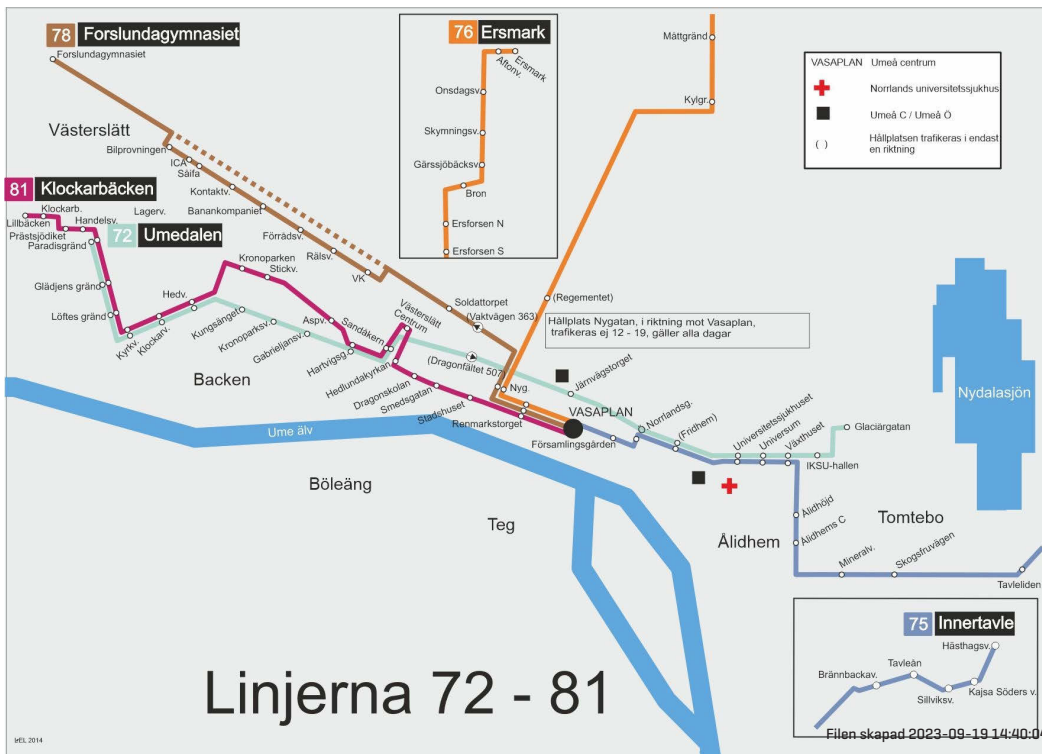 78 Forslundagymnasiet
Forslundagymnasiet
76 Ersmark
Ersmark
Aftonv.
Onsdagsv.
Skymningsv.
Gärssjöbäcksv.
Bron
Ersforsen N
Ersforsen S
Måttgränd
Kylgr.
VASAPLAN Umeå centrum
Norrlands universitetssjukhus
Umeå C / Umeå Ö
( ) Hållplatsen trafikeras i endast
en riktning
Västerslätt
Bilprovningen
ICA
Såifa
Kontaktv.
Lagerv.
Banankompaniet
Förrådsv.
Rälsv.
VK
Soldattorpet
(Vaktvägen 363)
(Regementet)
81 Klockarbäcken
Klockarb.
Lillbäcken
Handelsv.
Prästsjödiket
Paradisgränd
72 Umedalen
Glädjens gränd
Löftes gränd
Kyrkv.
Klockarv.
Hedv.
Kronoparken
Stickv.
Kungsänget
Kronoparksv.
Gabrieljansv.
Aspv.
Hartvigsg.
Sandåkern
Västerslätt
Centrum
Hedlundakyrkan
(Dragonfältet 507)
Dragonskolan
Smedsgatan
Stadshuset
Renmarkstorget
Nyg.
Hållplats Nygatan, i riktning mot Vasaplan,
trafikeras ej 12 - 19, gäller alla dagar
VASAPLAN
Järnvägstorget
Församlingsgården
Norrlandsg.
(Fridhem)
Universitetssjukhuset
Universum
Växthuset
IKSU-hallen
Glaciärgatan
Nydalasjön
Backen
Ume älv
Böleäng
Teg
Ålidhem
Tomtebo
Ålidhöjd
Ålidhems C
Mineralv.
Skogsfruvägen
Tavleliden
75 Innertavle
Hästhagsv.
Brännbackav.
Tavleån
Sillviksv.
Kajsa Söders v.
Linjerna 72 - 81
Filen skapad 2023-09-19 14:40:04